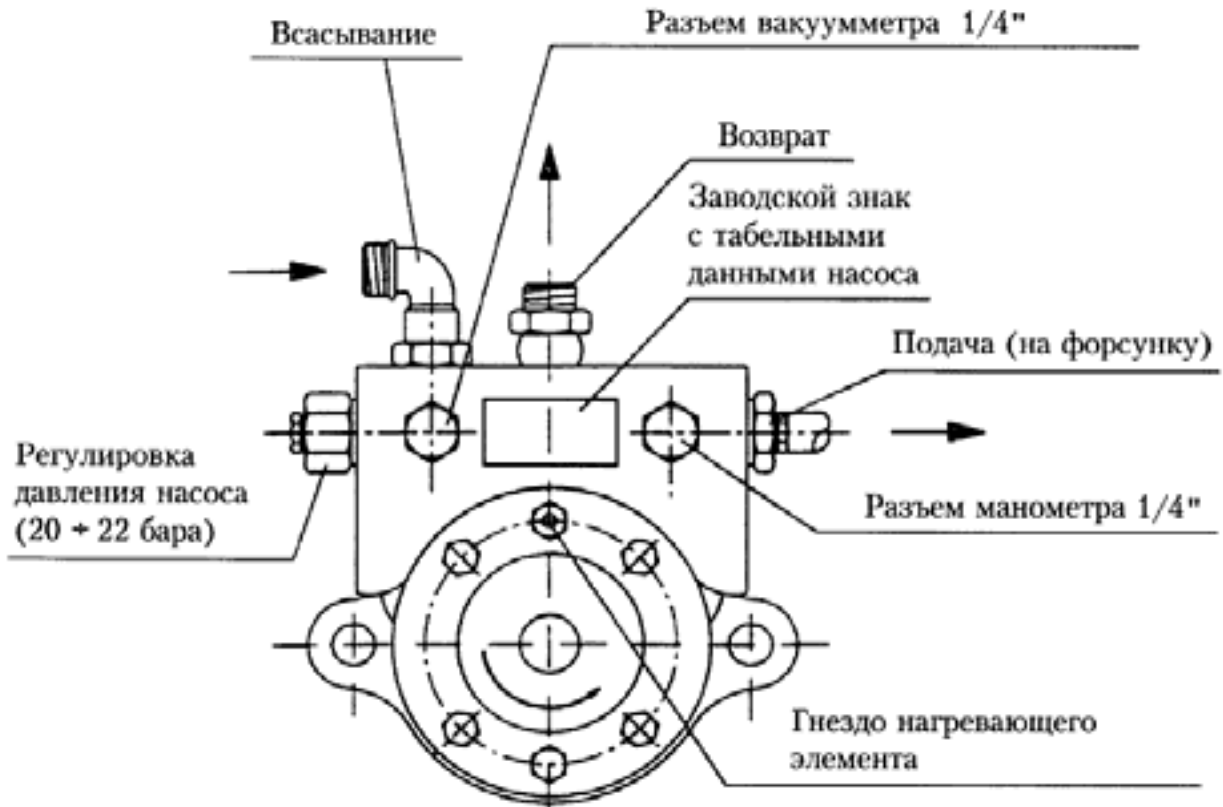 Всасывание
Разъем вакуумметра 1/4"
Возврат
Заводской знак
с табельными
данными насоса
Подача (на форсунку)
Регулировка
давления насоса
(20 ÷ 22 бара)
Разъем манометра 1/4"
Гнездо нагревающего
элемента